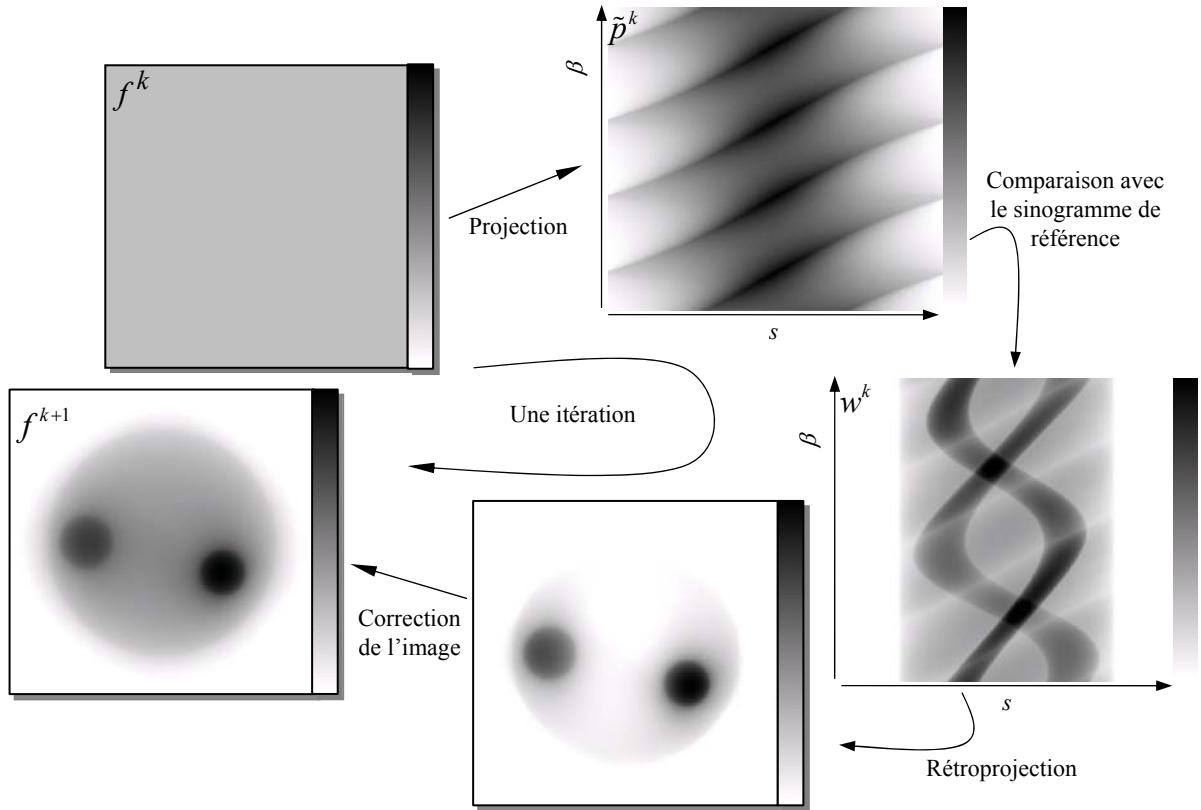 f^k
p̃^k
β
s
Projection
Comparaison avec
le sinogramme de
référence
Une itération
f^{k+1}
w^k
β
s
Correction
de l'image
Rétroprojection